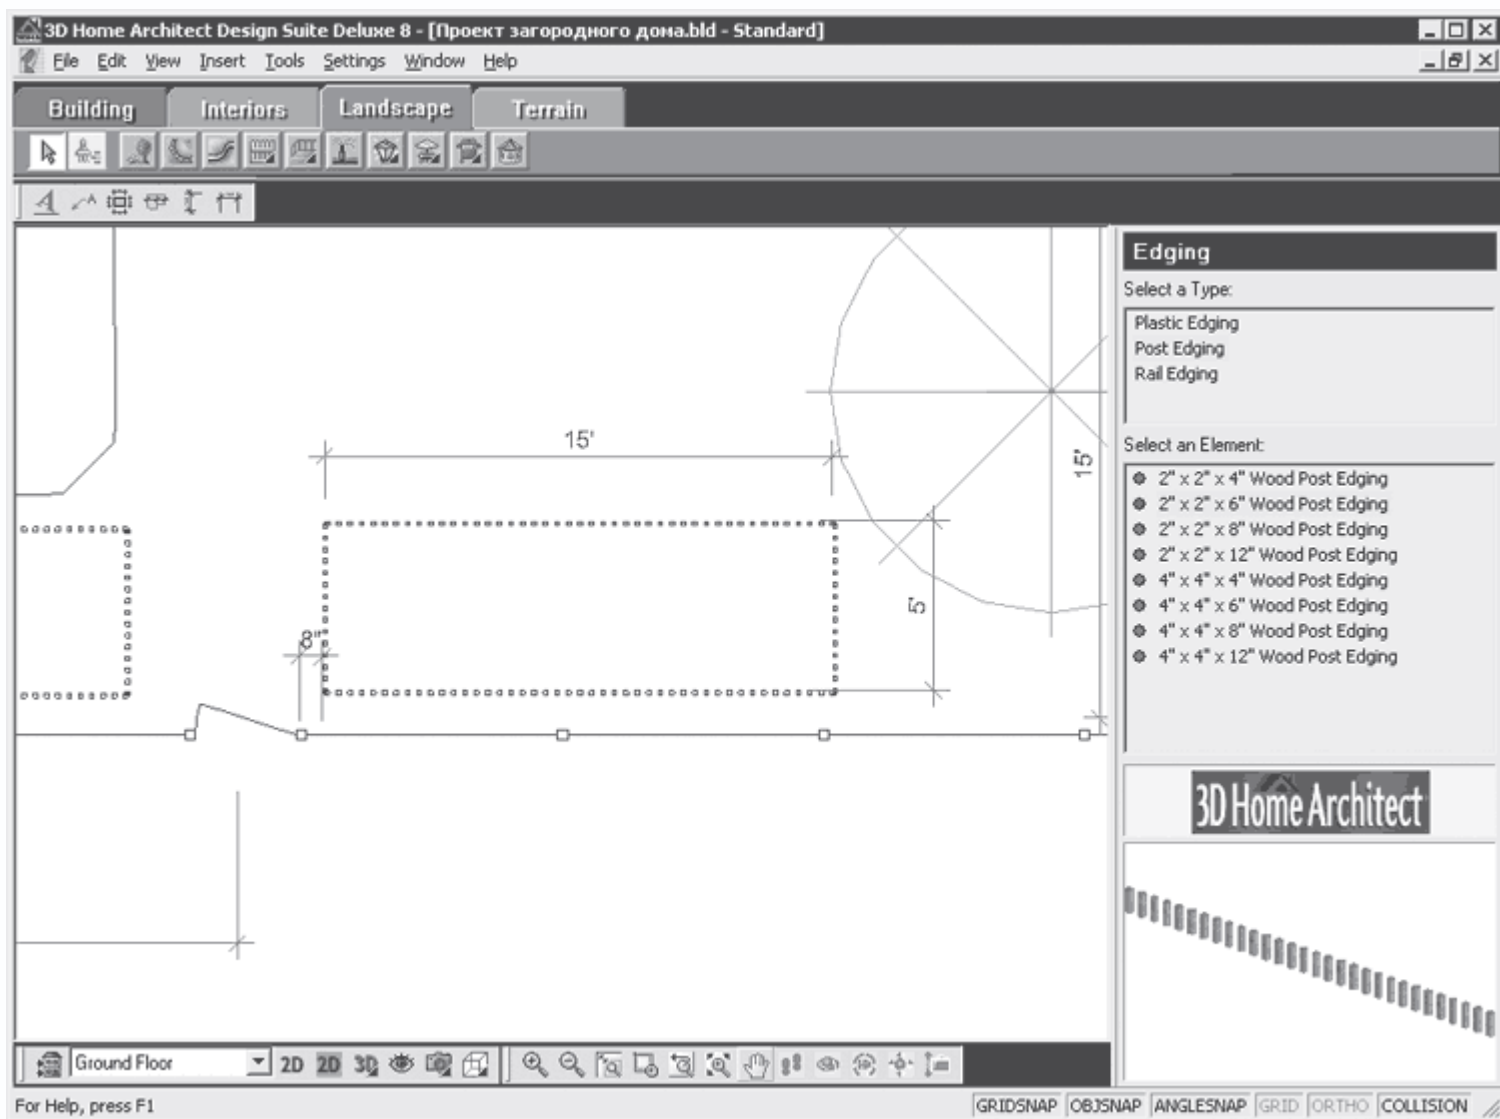 3D Home Architect Design Suite Deluxe 8 - [Проект загородного дома.bld - Standard]
File Edit View Insert Tools Settings Window Help
Building Interiors Landscape Terrain
A A
Edging
Select a Type:
Plastic Edging
Post Edging
Rail Edging
Select an Element:
2" x 2" x 4" Wood Post Edging
2" x 2" x 6" Wood Post Edging
2" x 2" x 8" Wood Post Edging
2" x 2" x 12" Wood Post Edging
4" x 4" x 4" Wood Post Edging
4" x 4" x 6" Wood Post Edging
4" x 4" x 8" Wood Post Edging
4" x 4" x 12" Wood Post Edging
15'
15'
5'
8"
3D Home Architect
Ground Floor 2D 2D 3D
For Help, press F1 GRIDSNAP OBJSNAP ANGLESNAP GRID ORTHO COLLISION